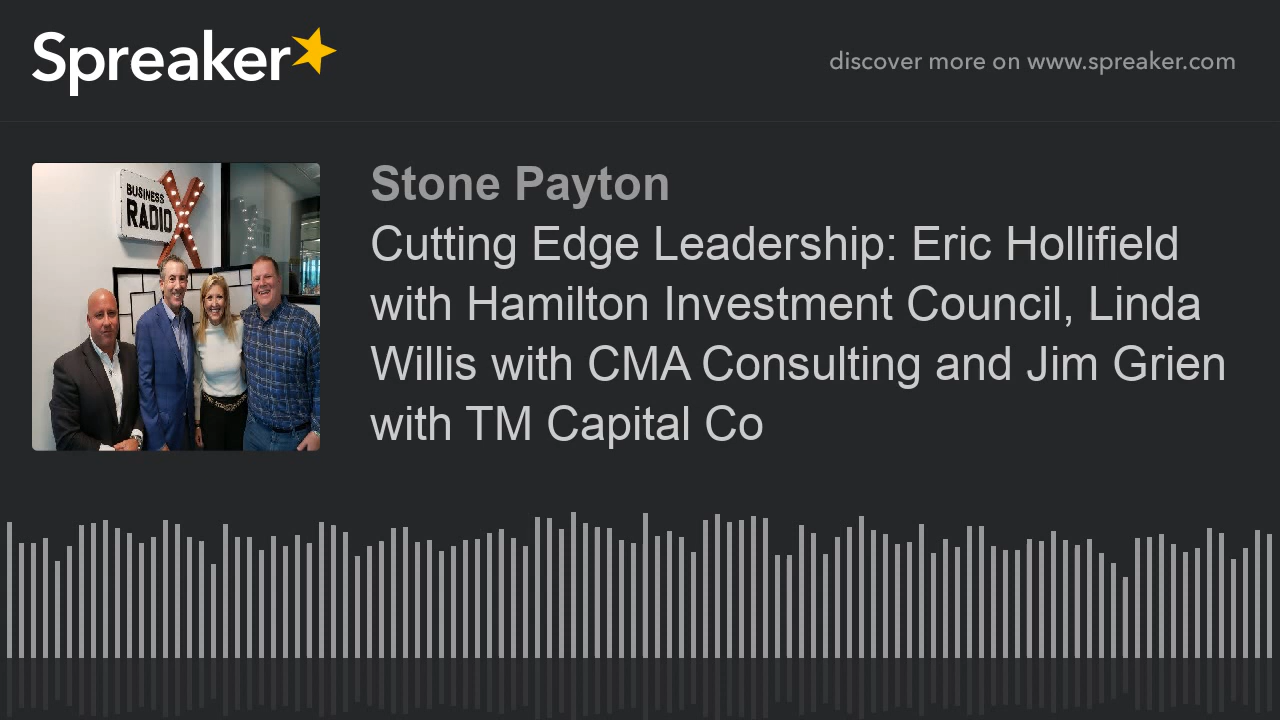 Spreaker
discover more on www.spreaker.com
BUSINESS
RADIO
X
Stone Payton
Cutting Edge Leadership: Eric Hollifield
with Hamilton Investment Council, Linda
Willis with CMA Consulting and Jim Grien
with TM Capital Co